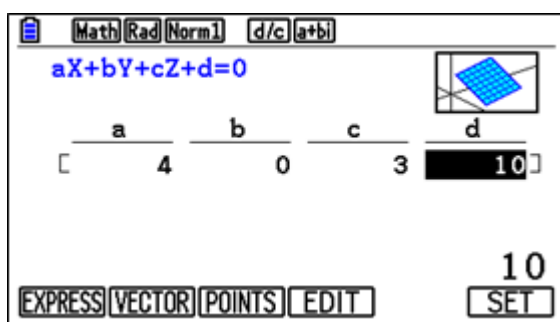 Math Rad Norm1 d/c a+bi
aX+bY+cZ+d=0
a b c d
[ 4 0 3 10 ]
10
EXPRESS VECTOR POINTS EDIT SET